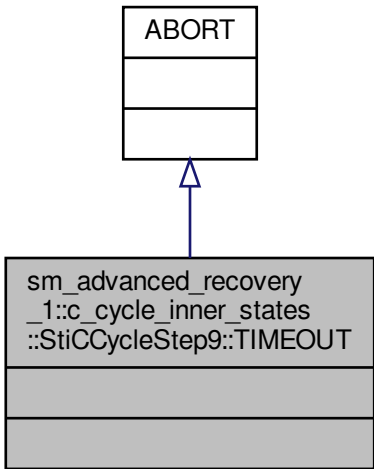 ABORT
sm_advanced_recovery
_1::c_cycle_inner_states
::StiCCycleStep9::TIMEOUT